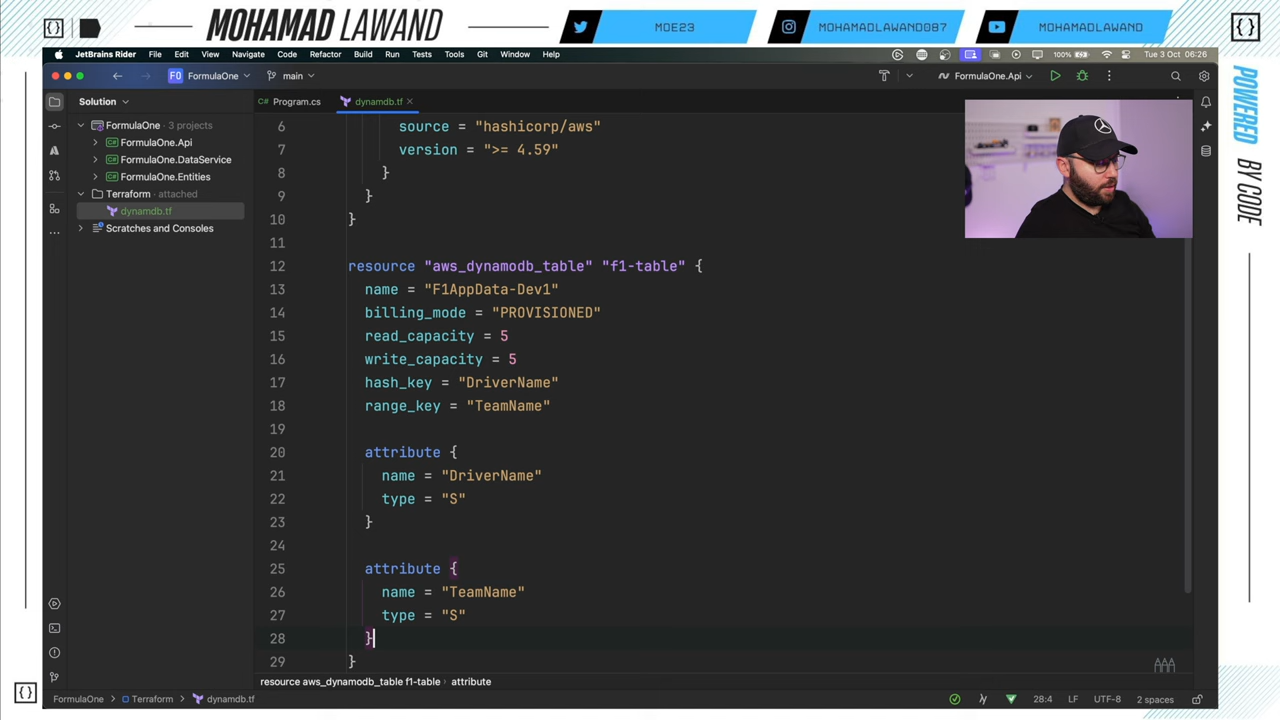 MOHAMAD LAWAND
MOE23
MOHAMADLAWAND087
MOHAMADLAWAND
POWERED BY CODE
JetBrains Rider File Edit View Navigate Code Refactor Build Run Tests Tools Git Window Help
100% Tue 3 Oct 06:26
FO FormulaOne main FormulaOne.Api
Solution
Program.cs dynamdb.tf
FormulaOne 3 projects
FormulaOne.Api
FormulaOne.DataService
FormulaOne.Entities
Terraform attached
dynamdb.tf
Scratches and Consoles
6 source = "hashicorp/aws"
7 version = ">= 4.59"
8 }
9 }
10 }
11
12 resource "aws_dynamodb_table" "f1-table" {
13 name = "F1AppData-Dev1"
14 billing_mode = "PROVISIONED"
15 read_capacity = 5
16 write_capacity = 5
17 hash_key = "DriverName"
18 range_key = "TeamName"
19
20 attribute {
21 name = "DriverName"
22 type = "S"
23 }
24
25 attribute {
26 name = "TeamName"
27 type = "S"
28 }
29 }
resource aws_dynamodb_table f1-table › attribute
FormulaOne › Terraform › dynamdb.tf
28:4 LF UTF-8 2 spaces